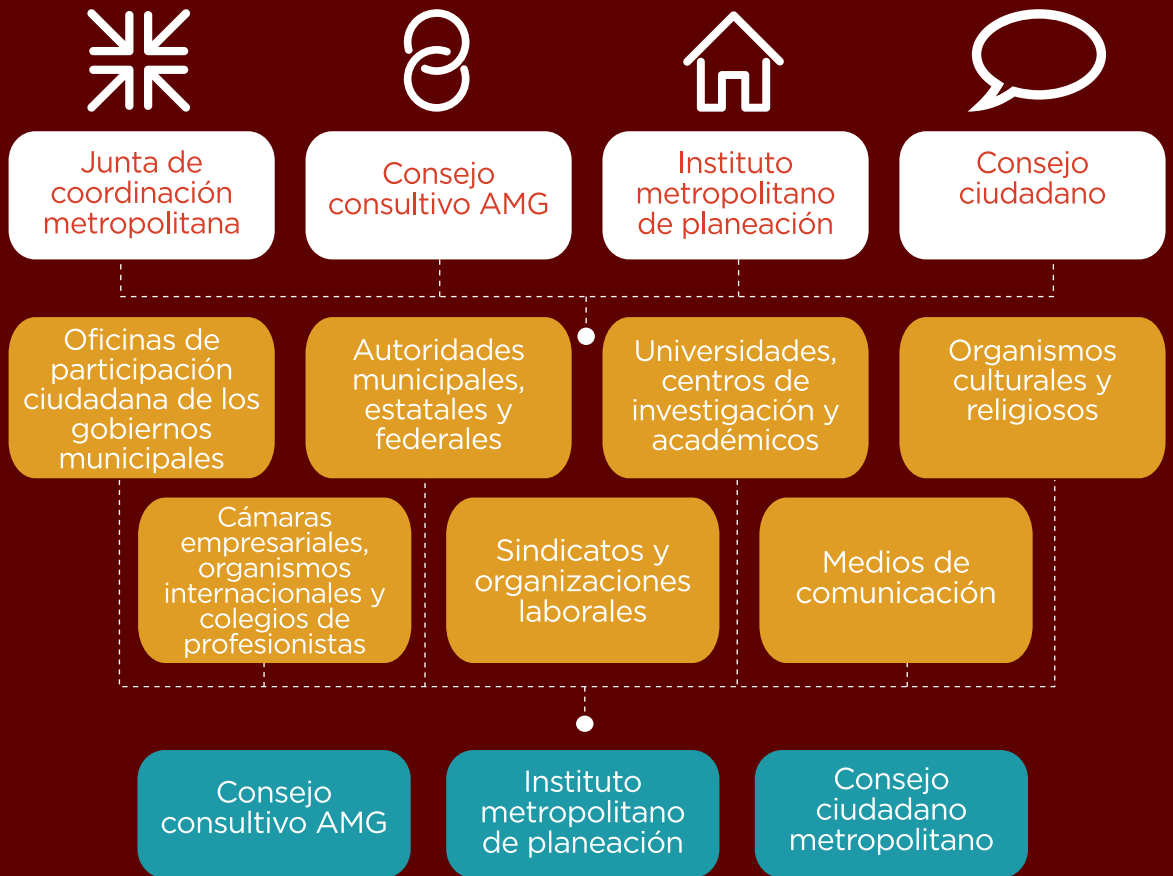 Junta de
coordinación
metropolitana
Consejo
consultivo AMG
Instituto
metropolitano
de planeación
Consejo
ciudadano
Oficinas de
participación
ciudadana de los
gobiernos
municipales
Autoridades
municipales,
estatales y
federales
Universidades,
centros de
investigación y
académicos
Organismos
culturales y
religiosos
Cámaras
empresariales,
organismos
internacionales y
colegios de
profesionistas
Sindicatos y
organizaciones
laborales
Medios de
comunicación
Consejo
consultivo AMG
Instituto
metropolitano
de planeación
Consejo
ciudadano
metropolitano